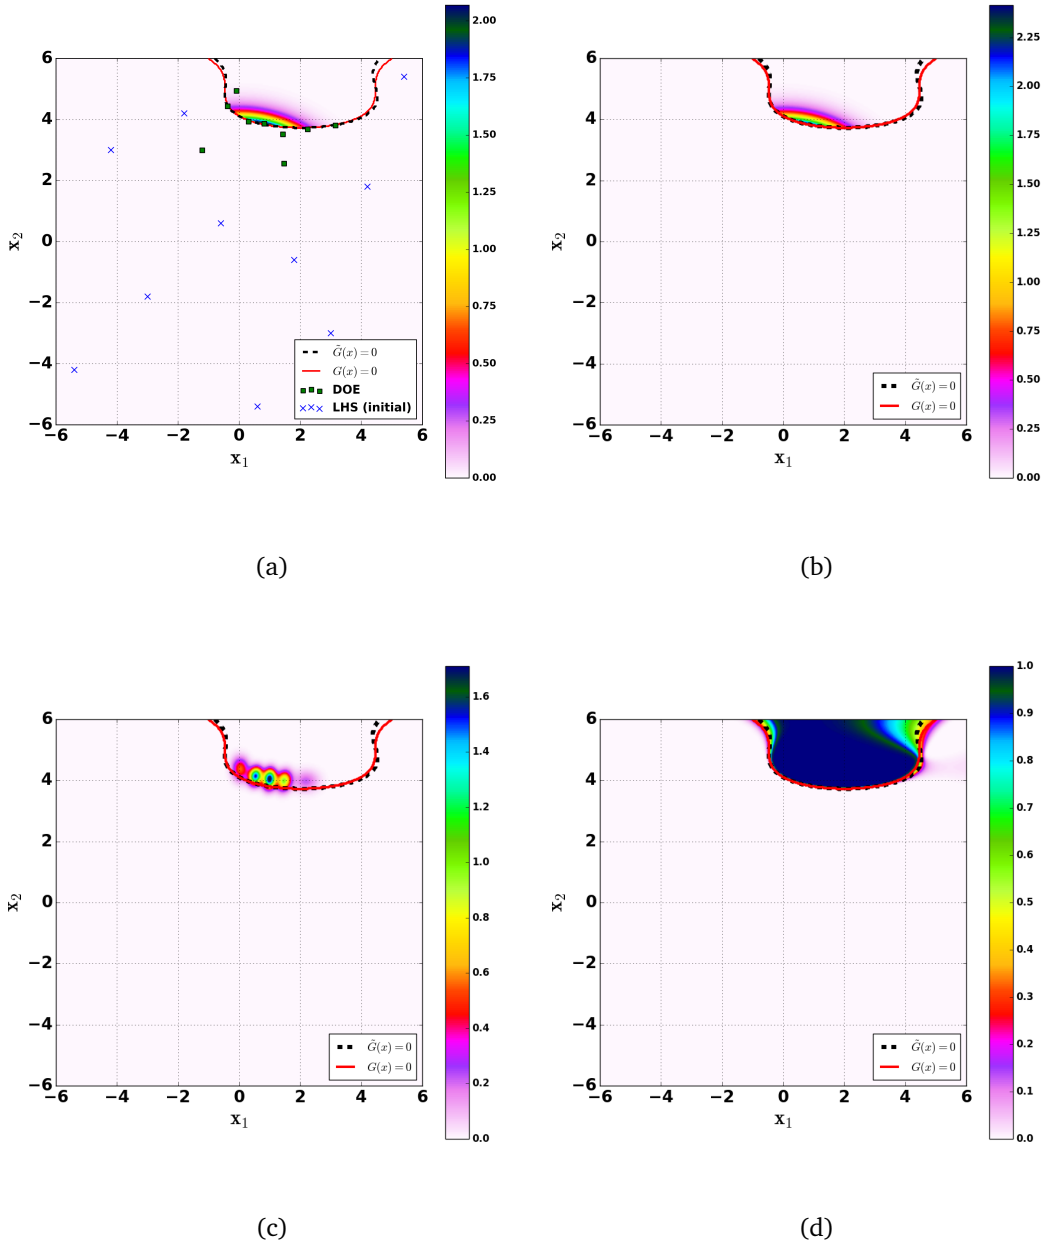 6
4
2
0
−2
−4
−6
−6 −4 −2 0 2 4 6
x₂
x₁
G̃(x) = 0
G(x) = 0
DOE
LHS (initial)
2.00
1.75
1.50
1.25
1.00
0.75
0.50
0.25
0.00
(a)
6
4
2
0
−2
−4
−6
−6 −4 −2 0 2 4 6
x₂
x₁
G̃(x) = 0
G(x) = 0
2.25
2.00
1.75
1.50
1.25
1.00
0.75
0.50
0.25
0.00
(b)
6
4
2
0
−2
−4
−6
−6 −4 −2 0 2 4 6
x₂
x₁
G̃(x) = 0
G(x) = 0
1.6
1.4
1.2
1.0
0.8
0.6
0.4
0.2
0.0
(c)
6
4
2
0
−2
−4
−6
−6 −4 −2 0 2 4 6
x₂
x₁
G̃(x) = 0
G(x) = 0
1.0
0.9
0.8
0.7
0.6
0.5
0.4
0.3
0.2
0.1
0.0
(d)